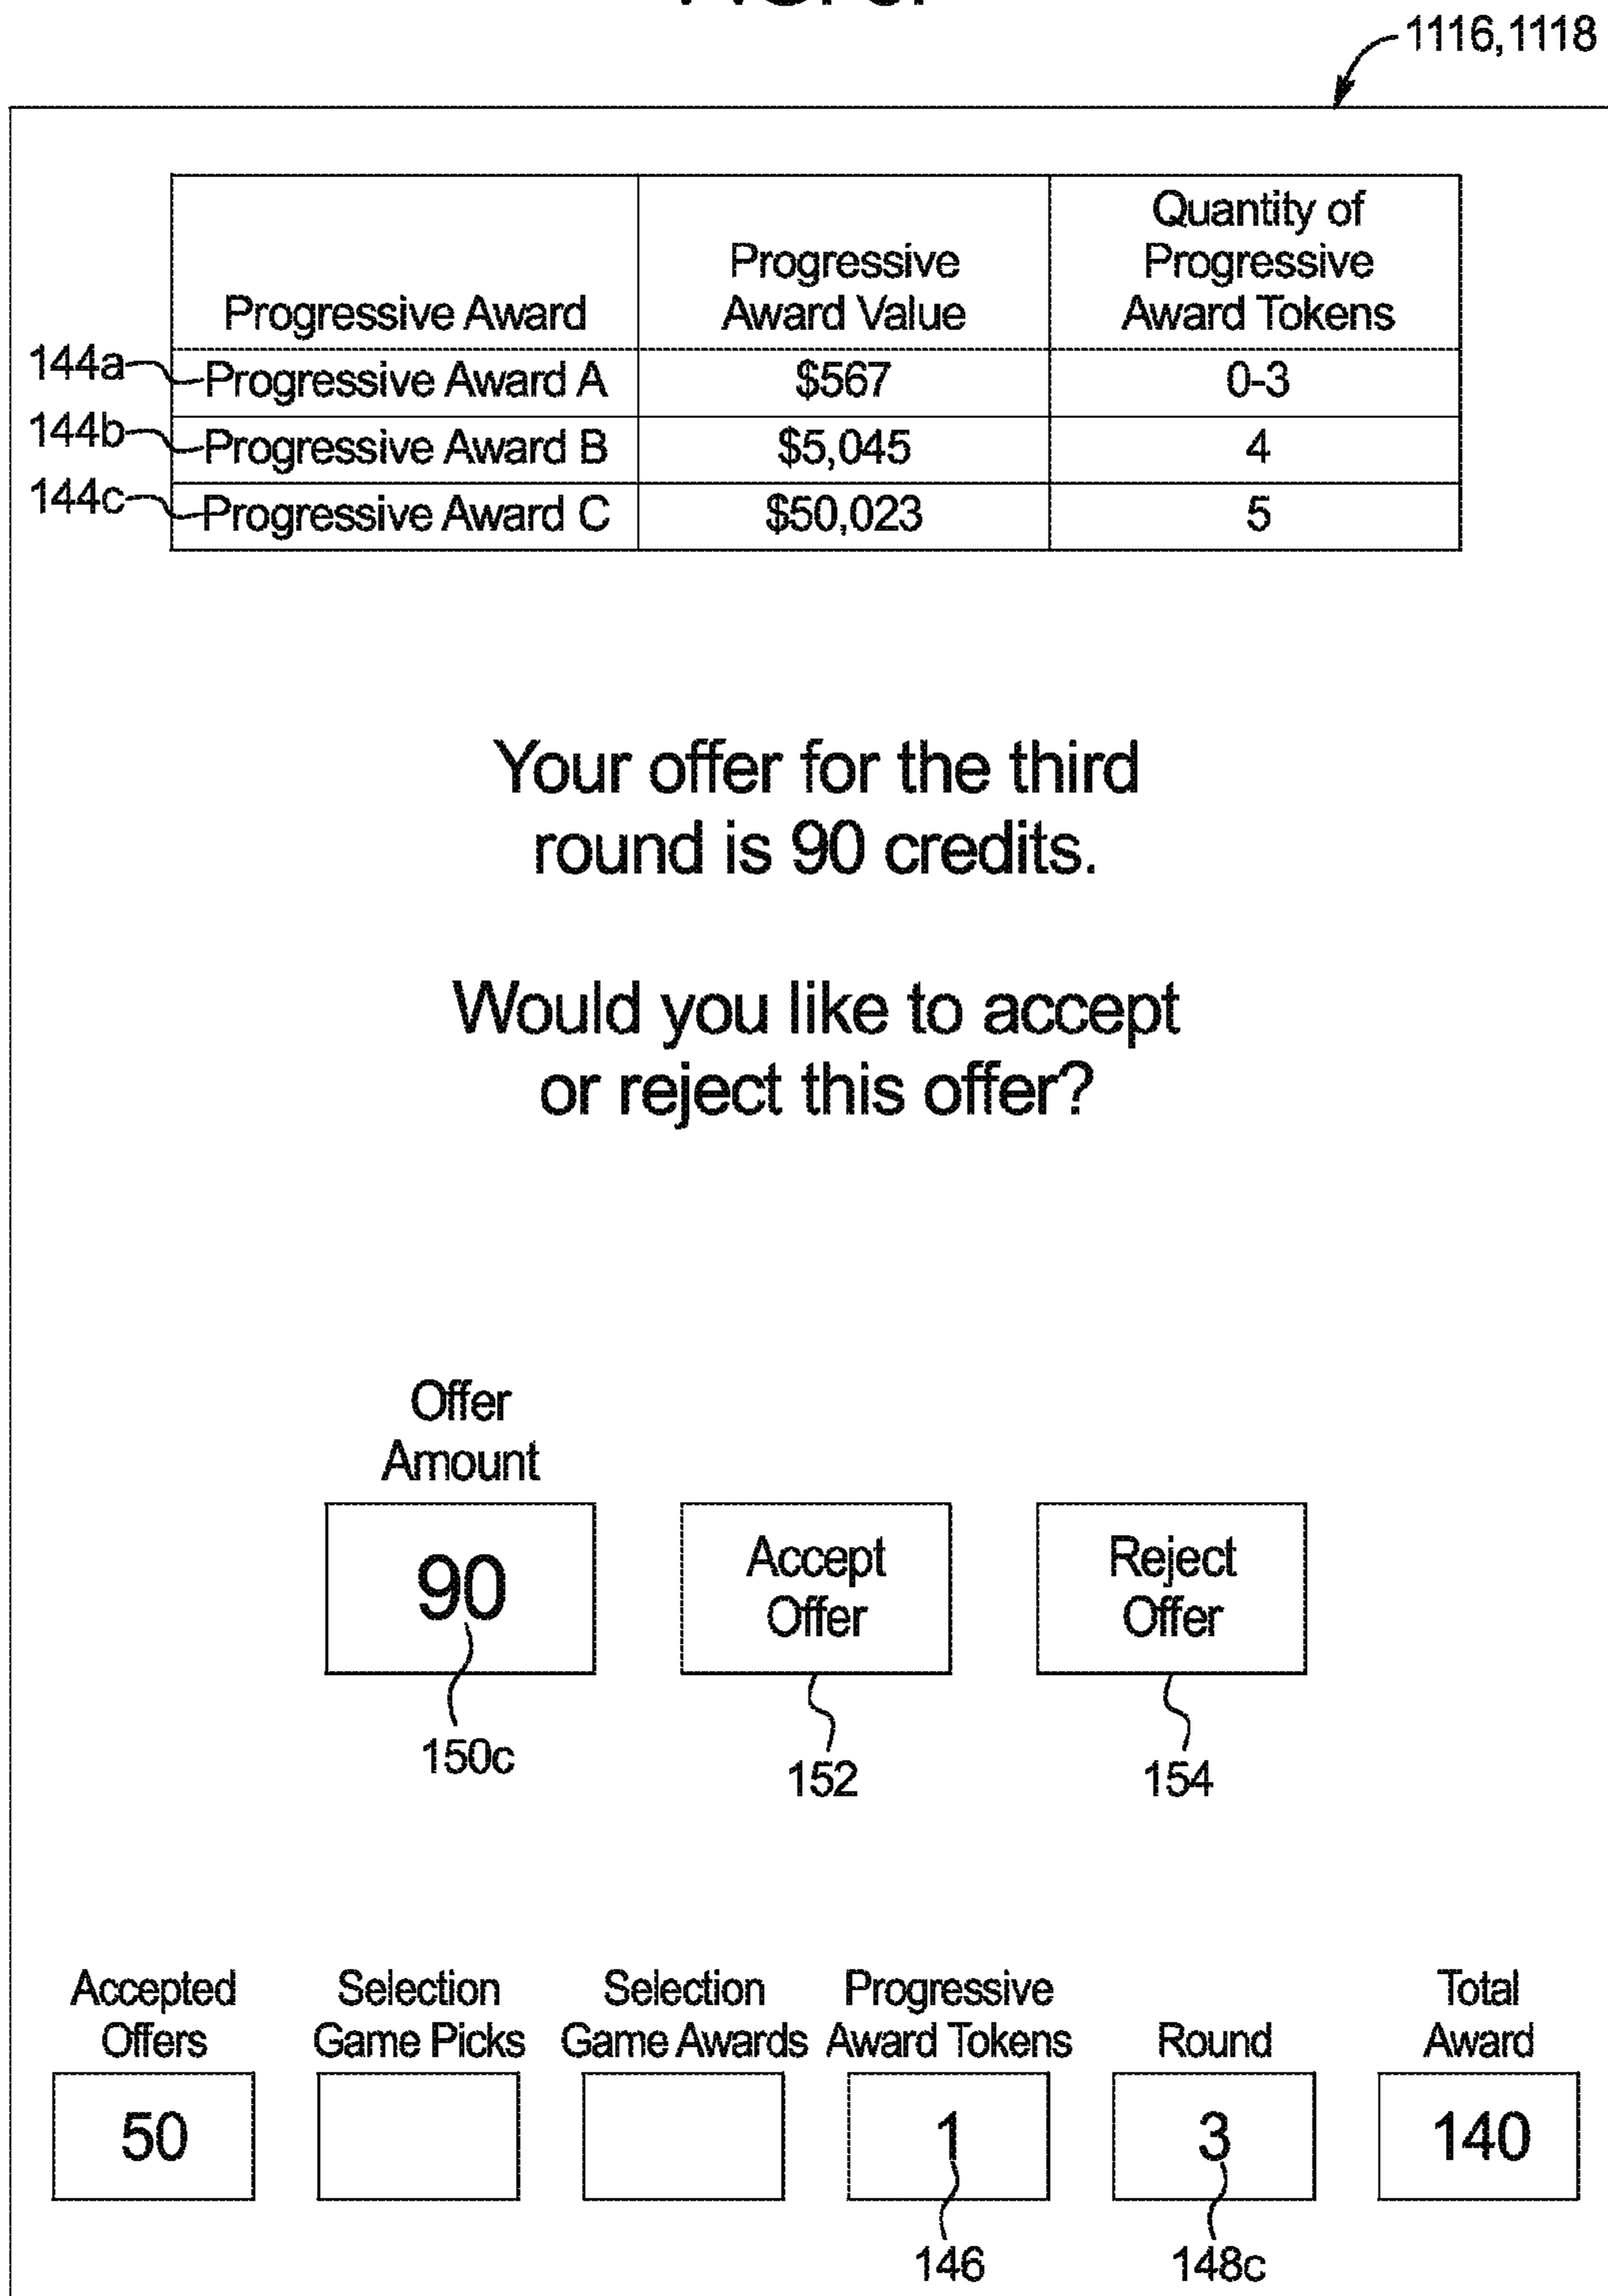 1116,1118
Quantity of
Progressive Progressive
Progressive Award Award Value Award Tokens
144a Progressive Award A $567 0-3
144b Progressive Award B $5,045 4
144c Progressive Award C $50,023 5
Your offer for the third
round is 90 credits.
Would you like to accept
or reject this offer?
Offer
Amount
90
Accept
Offer
Reject
Offer
150c
152
154
Accepted Selection Selection Progressive Total
Offers Game Picks Game Awards Award Tokens Round Award
50 1 3 140
146 148c